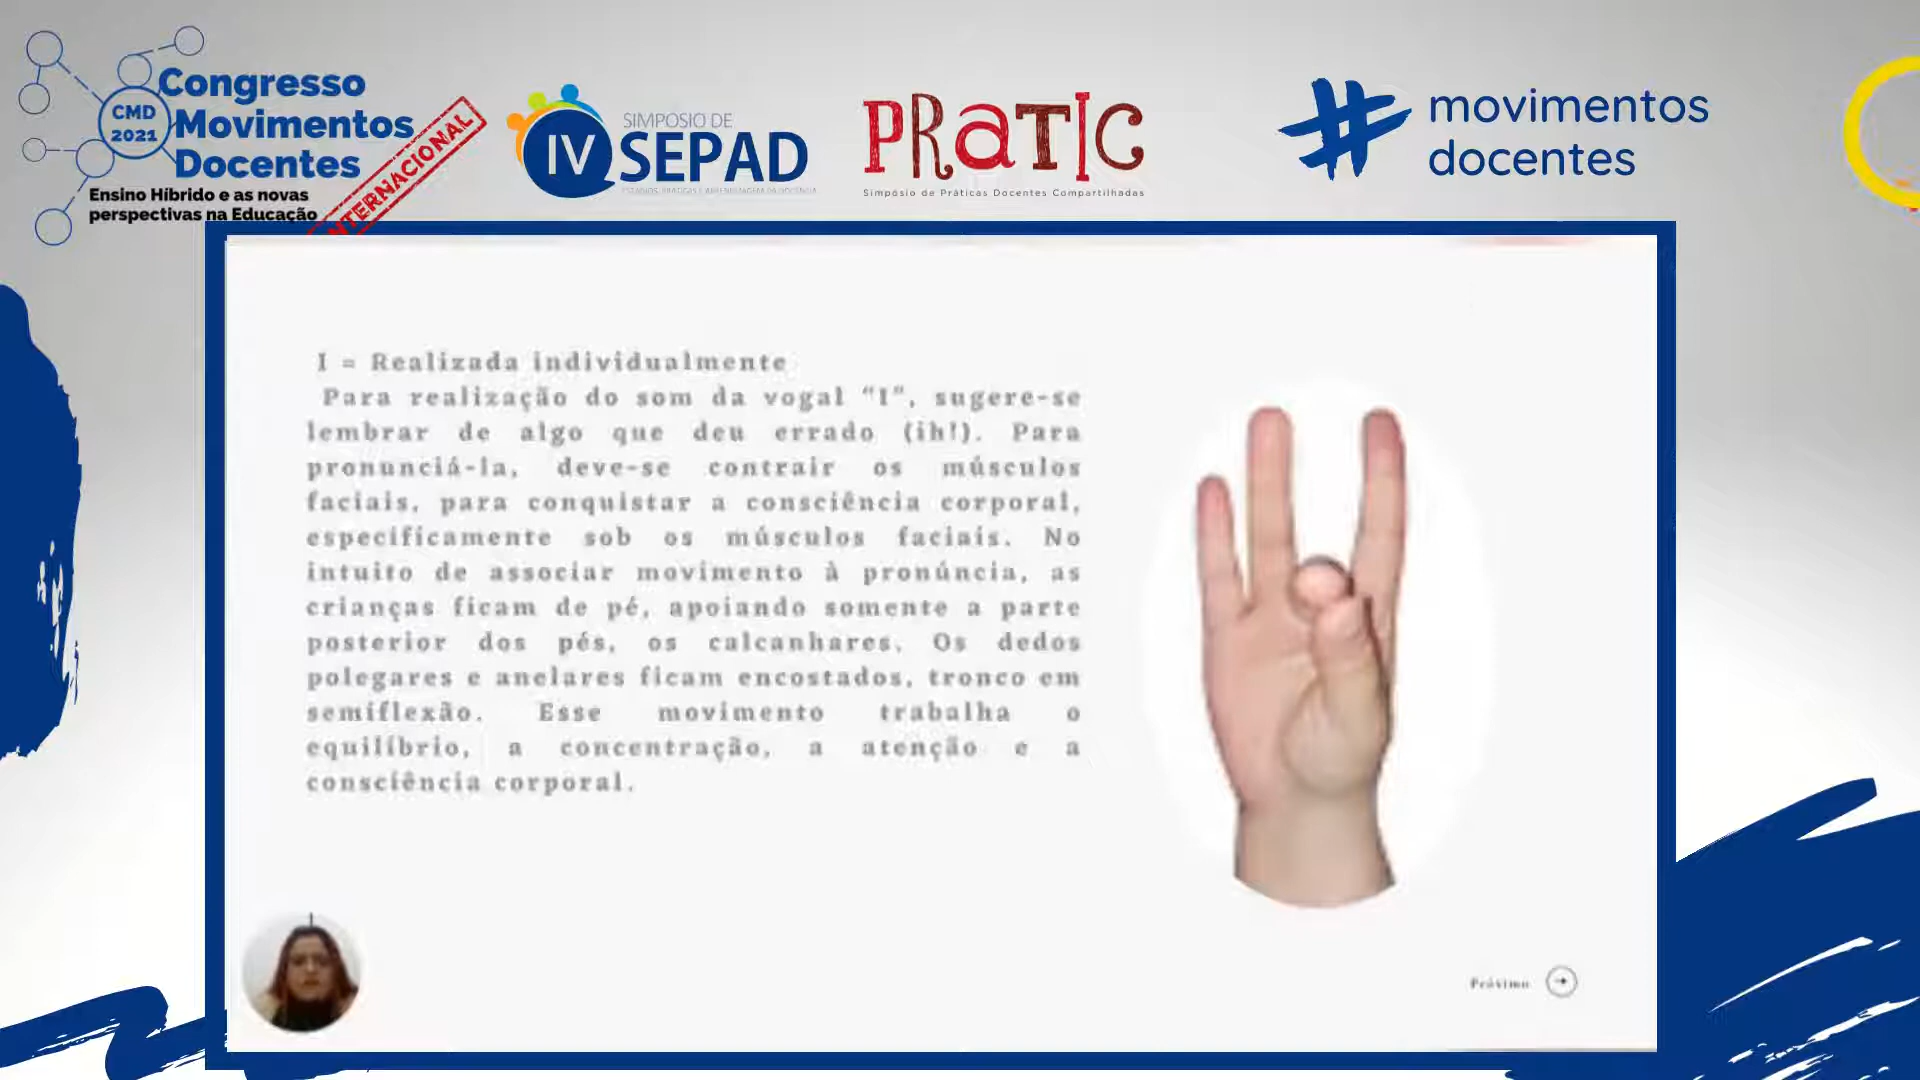 CMD
2021
Congresso
Movimentos
Docentes
INTERNACIONAL
Ensino Híbrido e as novas
perspectivas na Educação
IV
SIMPÓSIO DE
SEPAD
PRATIC
Simpósio de Práticas Docentes Compartilhadas
# movimentos
docentes
I = Realizada individualmente
Para realização do som da vogal "I", sugere-se
lembrar de algo que deu errado (ih!). Para
pronunciá-la, deve-se contrair os músculos
faciais, para conquistar a consciência corporal,
especificamente sob os músculos faciais. No
intuito de associar movimento à pronúncia, as
crianças ficam de pé, apoiando somente a parte
posterior dos pés, os calcanhares. Os dedos
polegares e anelares ficam encostados, tronco em
semiflexão. Esse movimento trabalha o
equilíbrio, a concentração, a atenção e a
consciência corporal.
Próximo